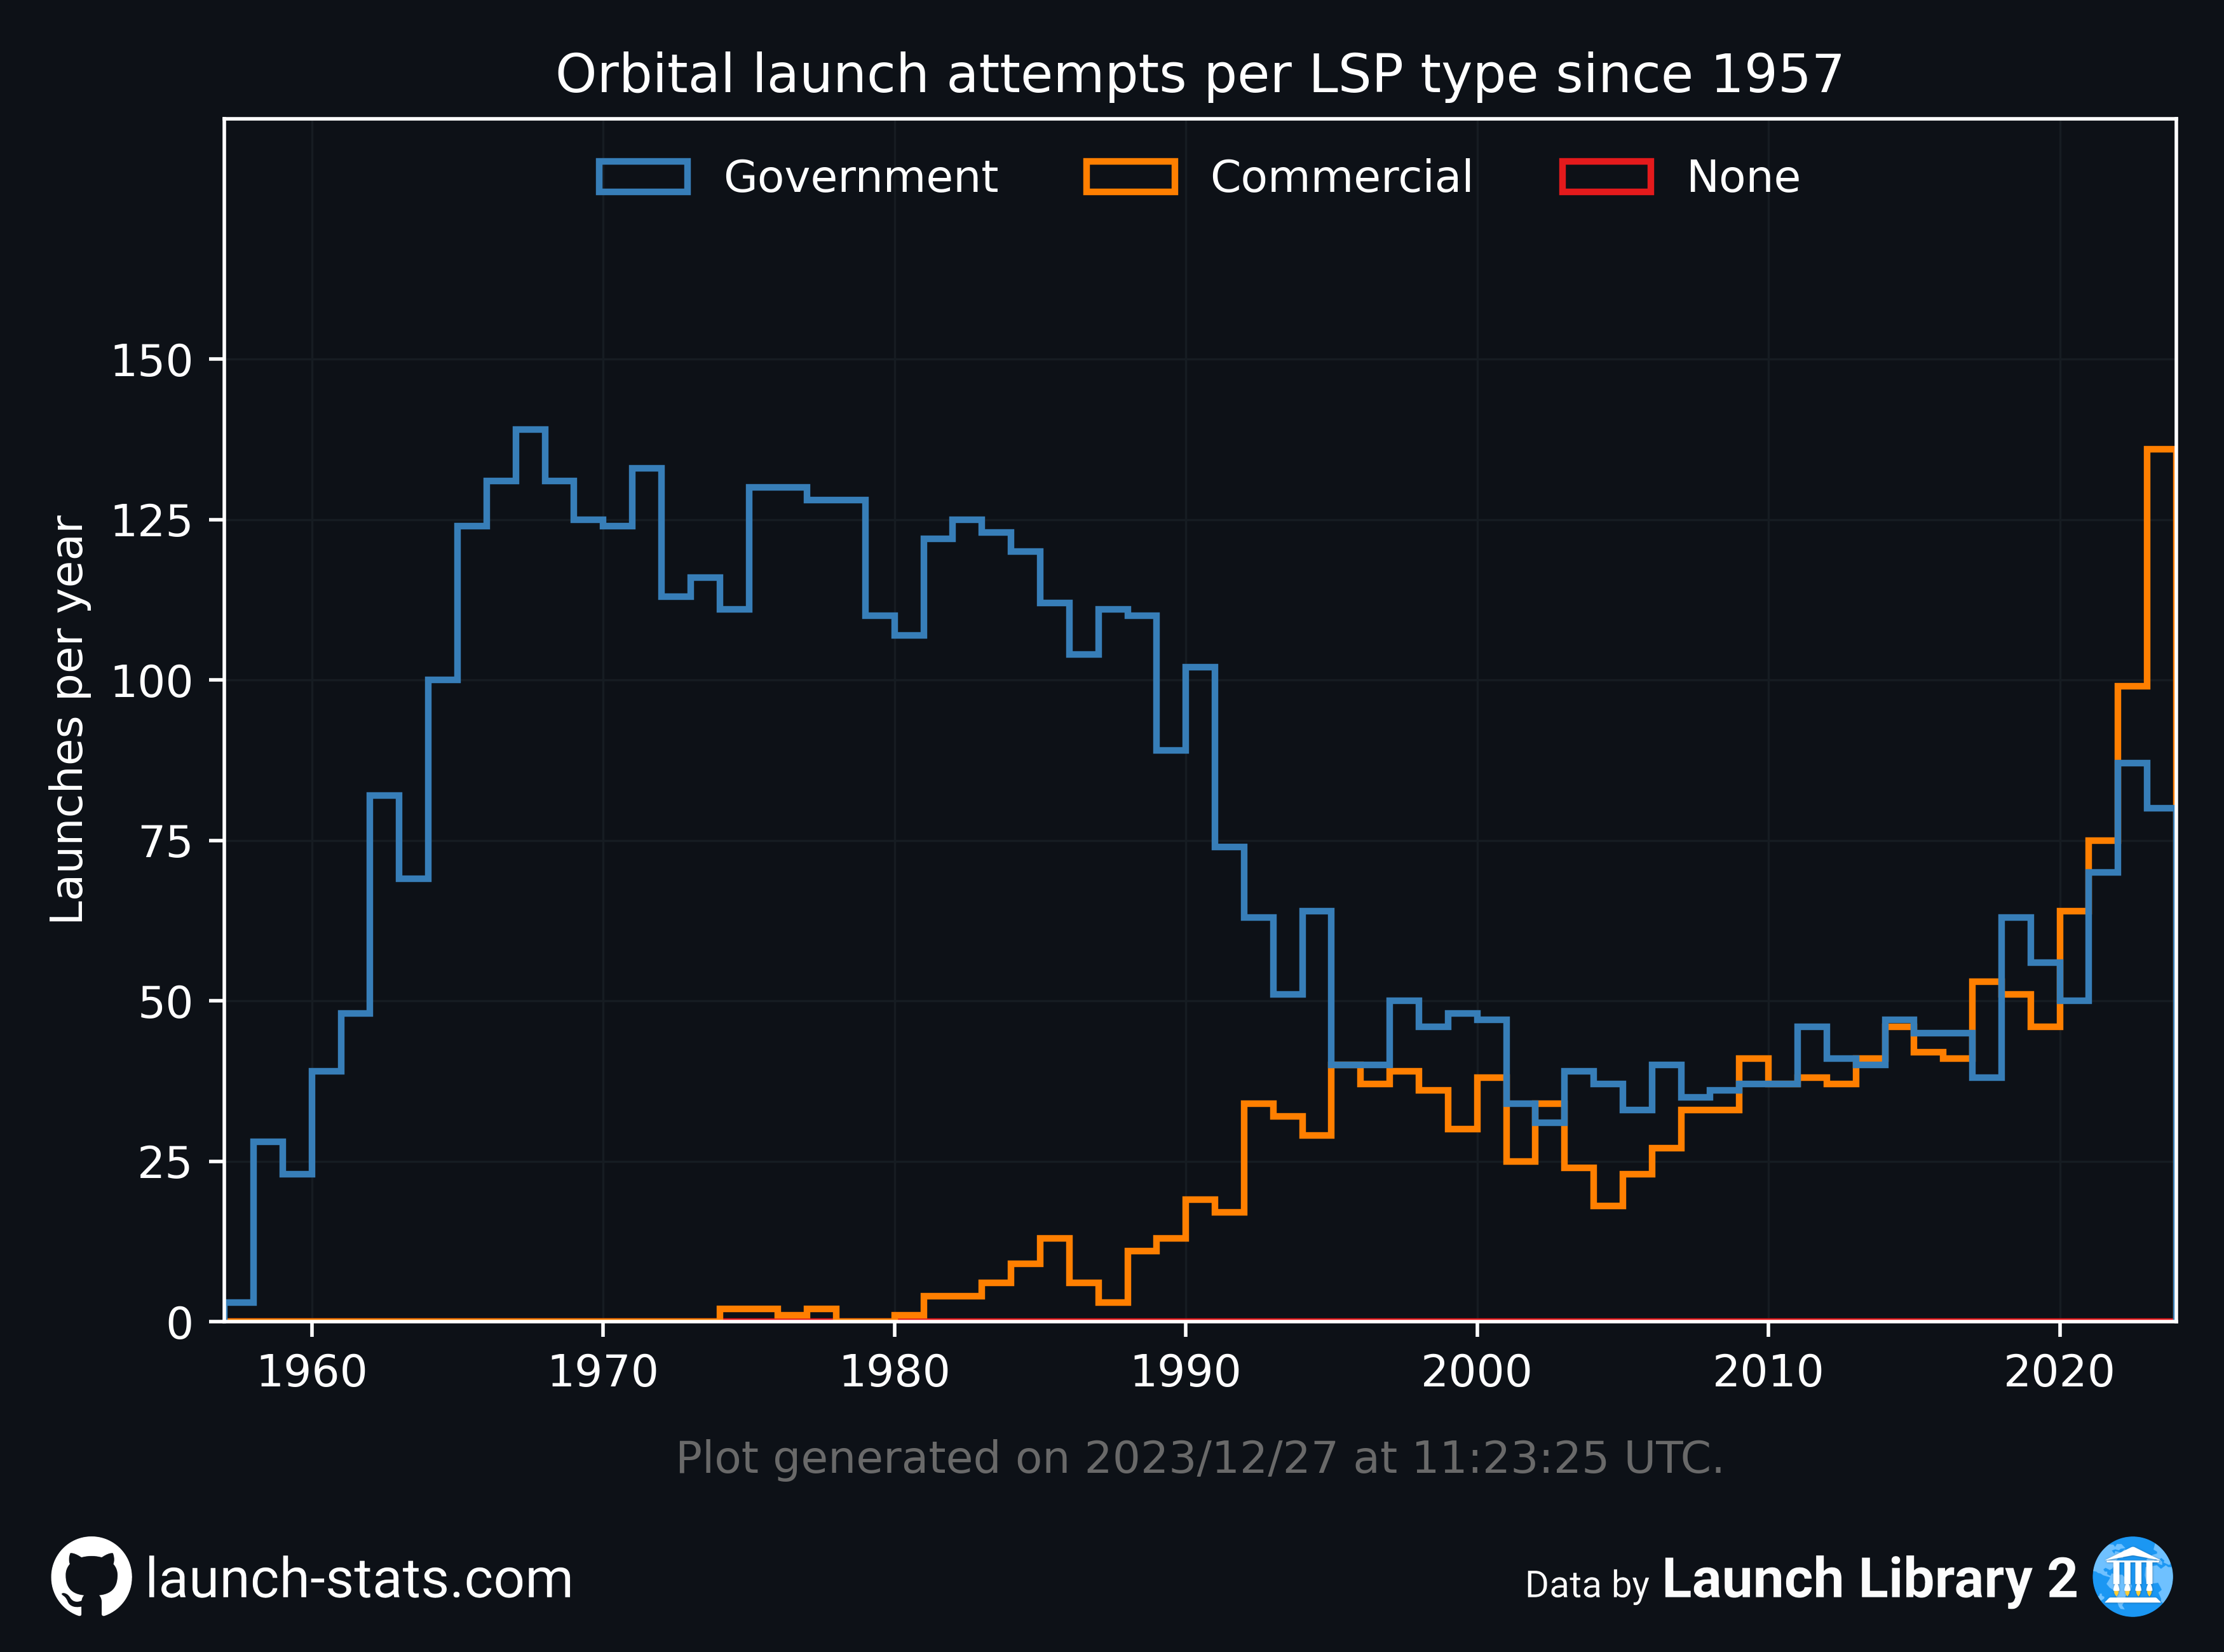 Orbital launch attempts per LSP type since 1957
Government
Commercial
None
Launches per year
150
125
100
75
50
25
0
1960
1970
1980
1990
2000
2010
2020
Plot generated on 2023/12/27 at 11:23:25 UTC.
launch-stats.com
Data by Launch Library 2